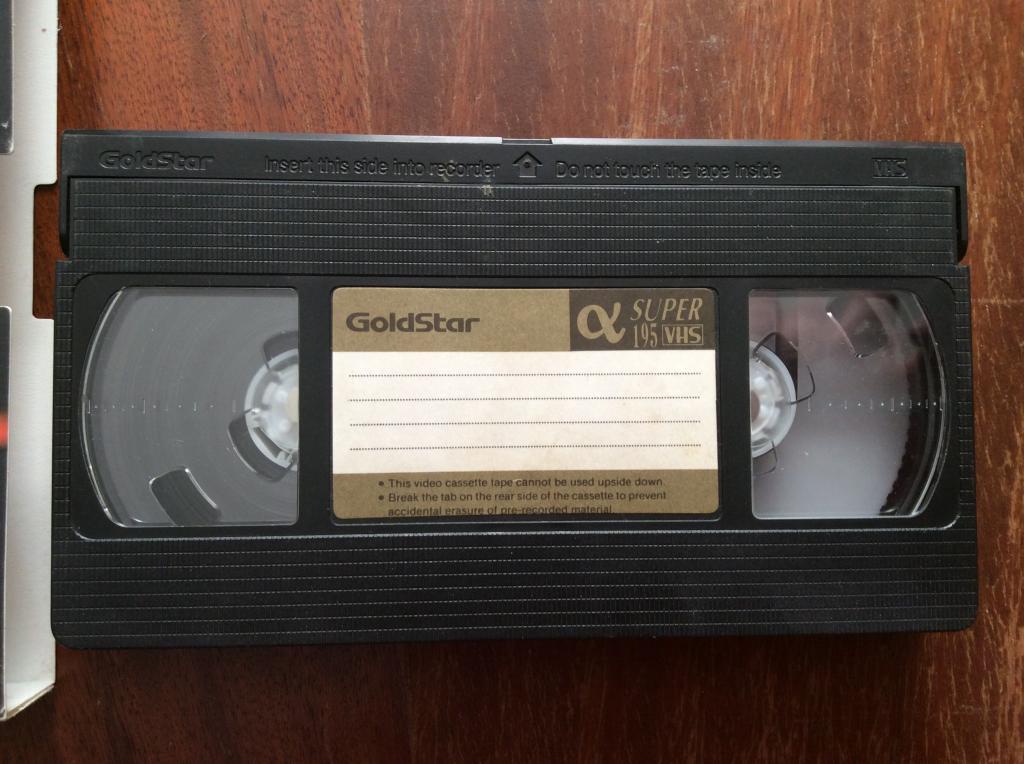 GoldStar Insert this side into recorder Do not touch the tape inside VHS
GoldStar
α SUPER
195 VHS
• This video cassette tape cannot be used upside down.
• Break the tab on the rear side of the cassette to prevent
accidental erasure of pre-recorded material.